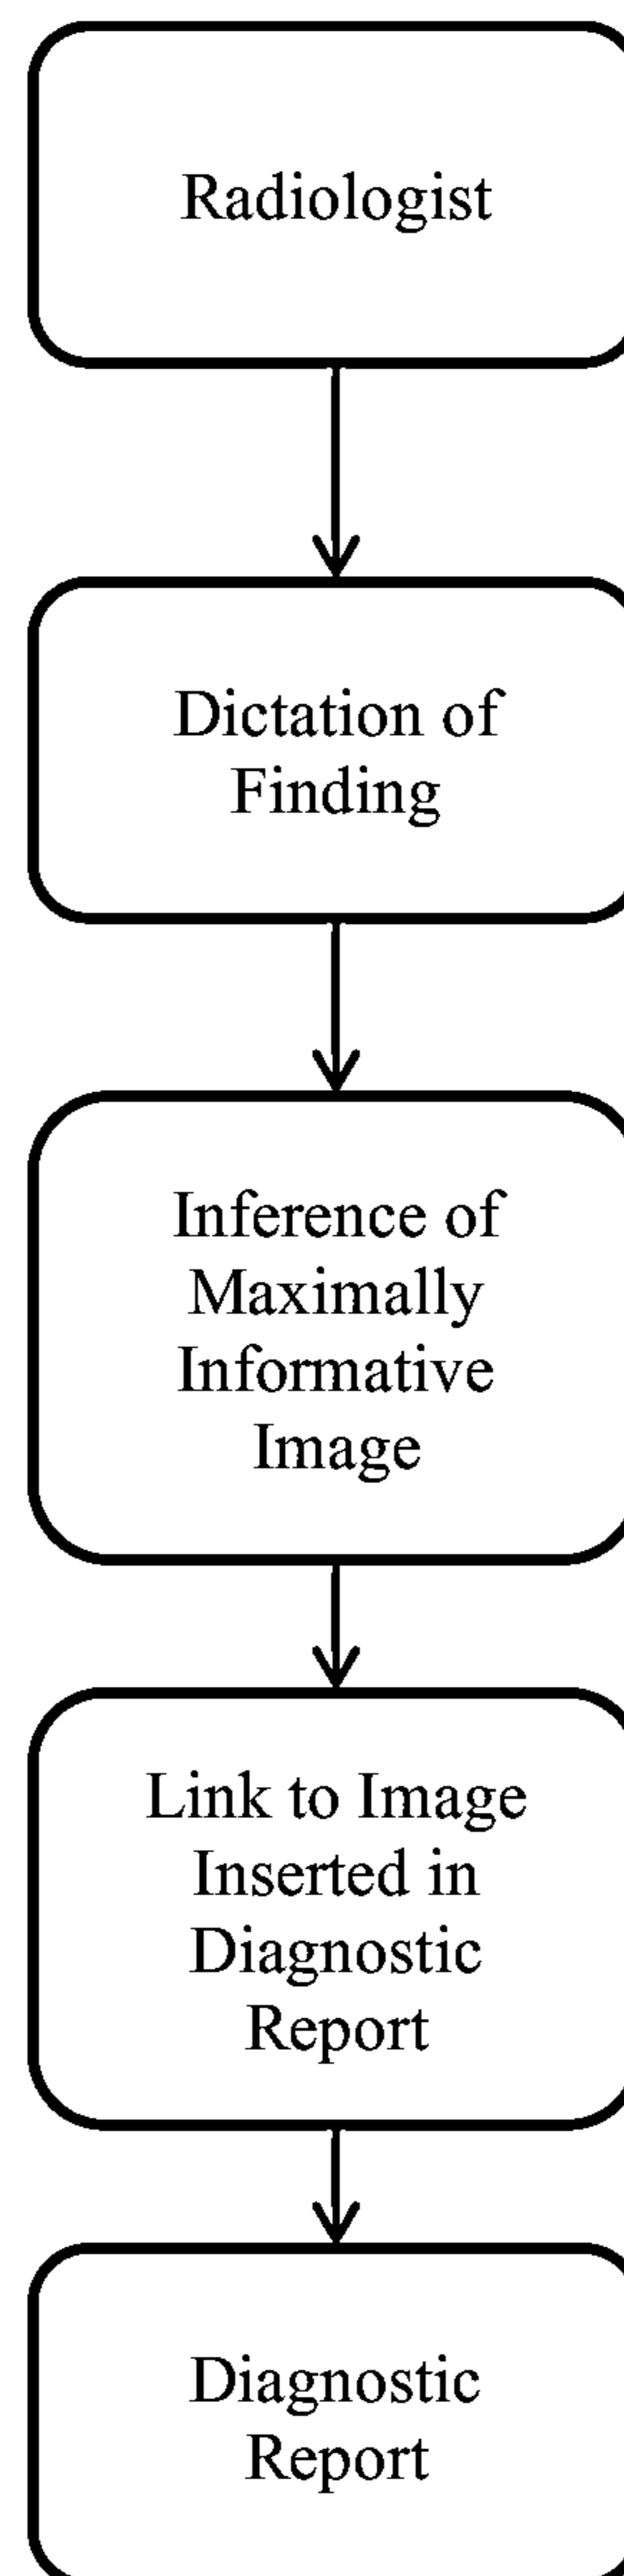 Radiologist
Dictation of
Finding
Inference of
Maximally
Informative
Image
Link to Image
Inserted in
Diagnostic
Report
Diagnostic
Report